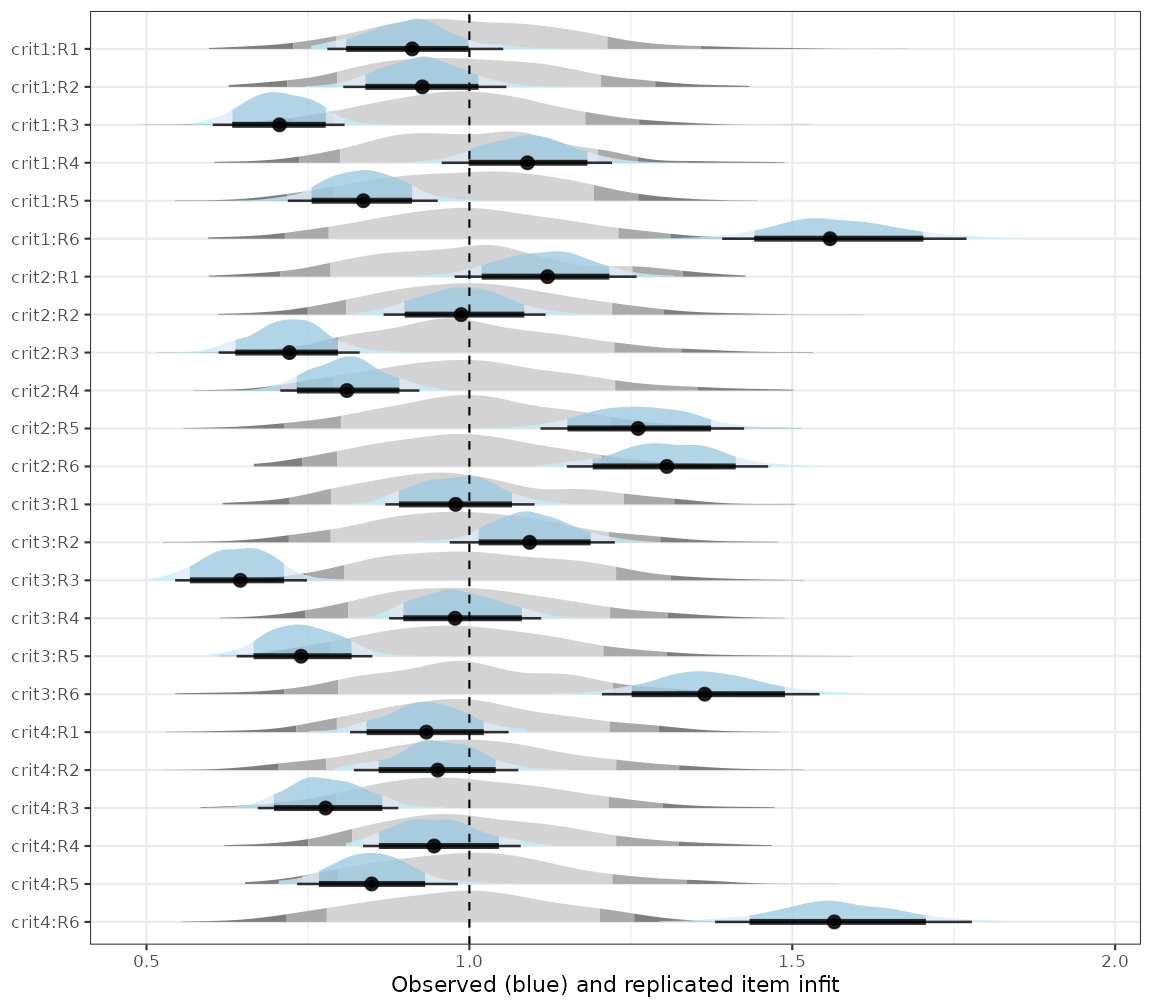 crit1:R1
crit1:R2
crit1:R3
crit1:R4
crit1:R5
crit1:R6
crit2:R1
crit2:R2
crit2:R3
crit2:R4
crit2:R5
crit2:R6
crit3:R1
crit3:R2
crit3:R3
crit3:R4
crit3:R5
crit3:R6
crit4:R1
crit4:R2
crit4:R3
crit4:R4
crit4:R5
crit4:R6
0.5 1.0 1.5 2.0
Observed (blue) and replicated item infit